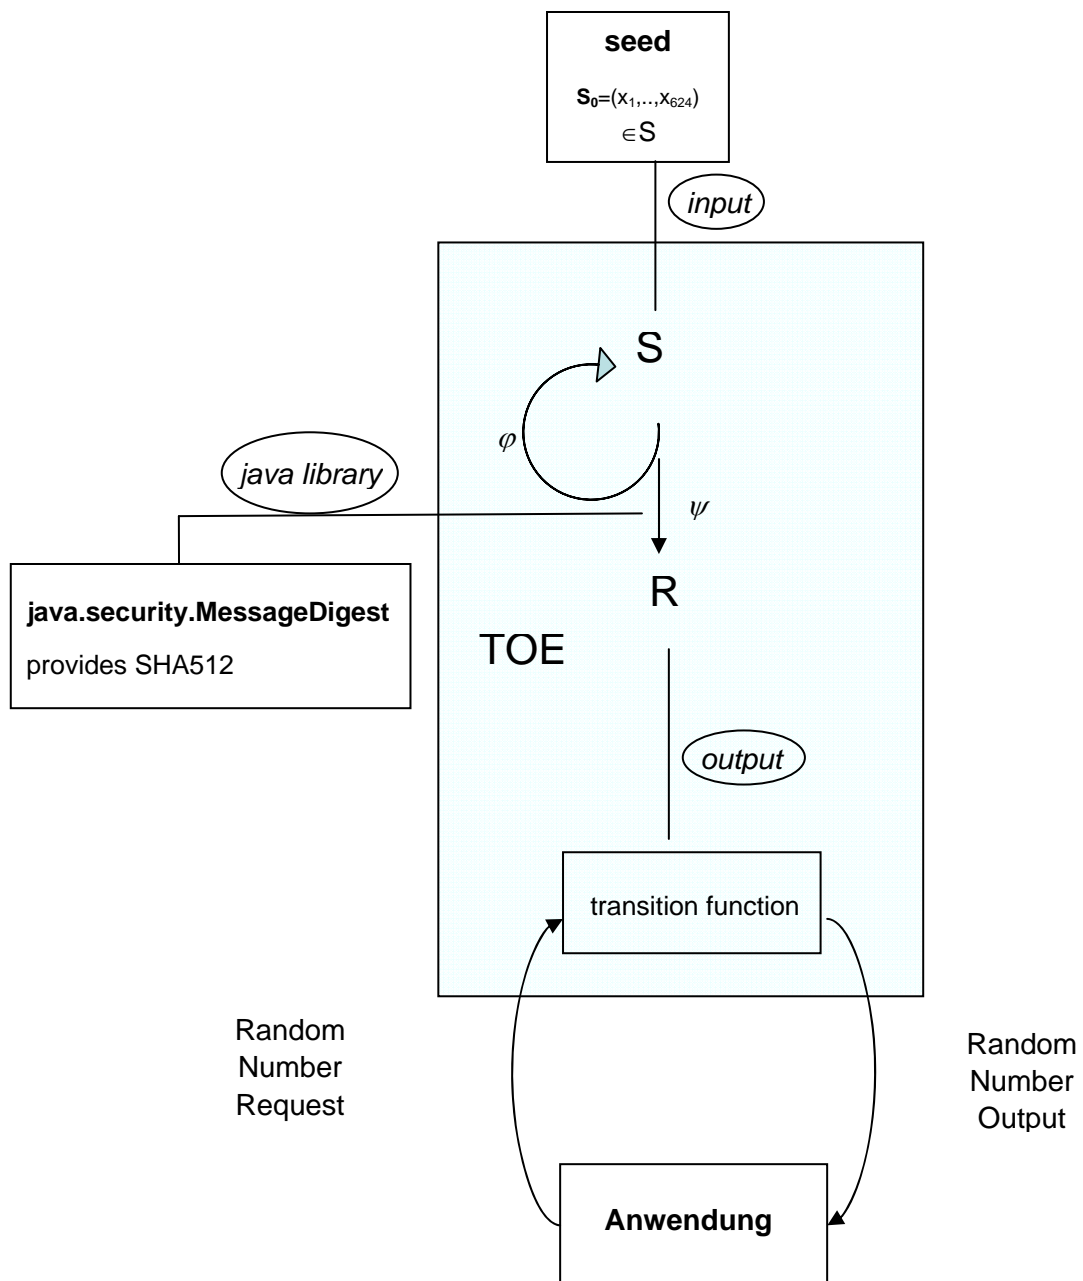 seed
S₀=(x₁,..,x₆₂₄)
∈S
input
S
φ
java library
ψ
java.security.MessageDigest
provides SHA512
R
TOE
output
transition function
Random
Number
Request
Random
Number
Output
Anwendung